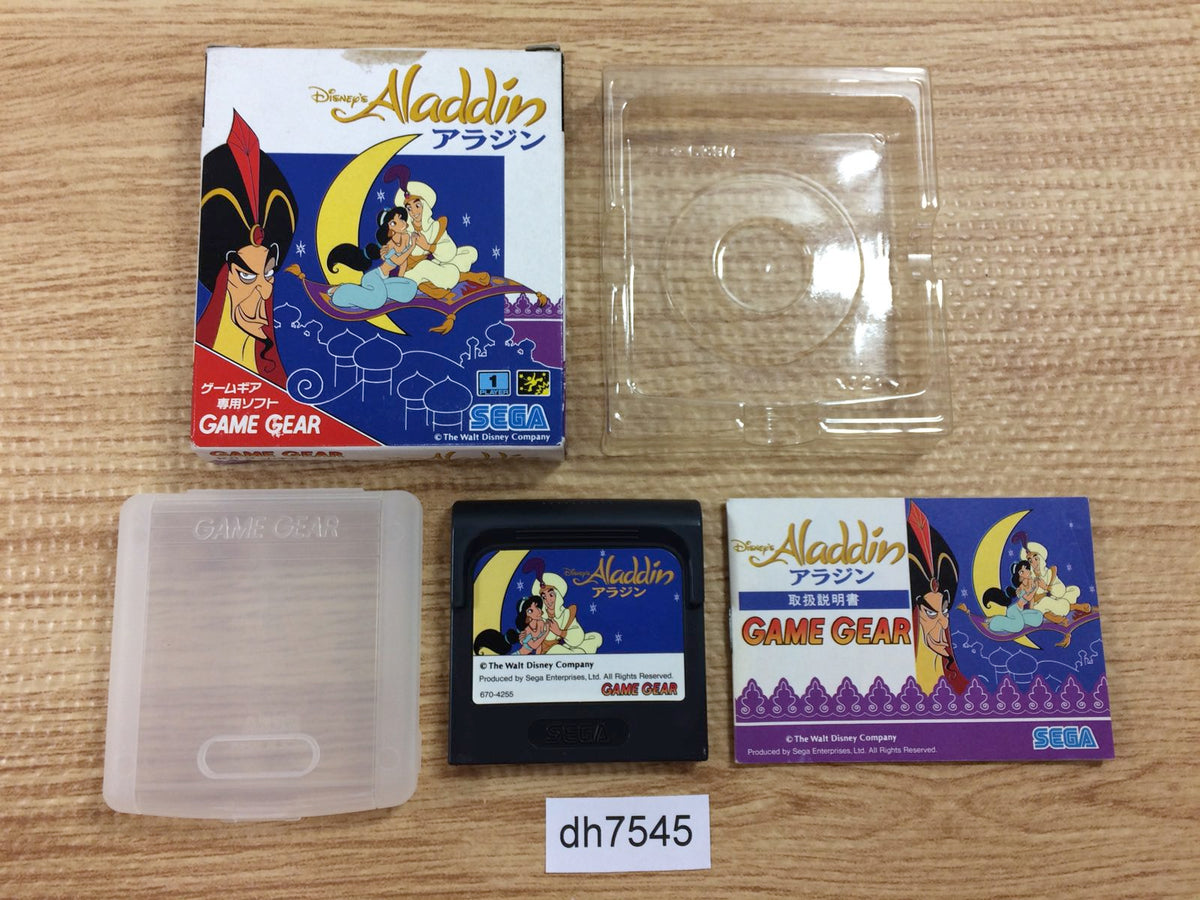 DISNEY'S Aladdin
アラジン
ゲームギア
専用ソフト
GAME GEAR
1
PLAYER
SEGA
© The Walt Disney Company
GAME GEAR
Aladdin
GAME GEAR
DISNEY'S Aladdin
アラジン
© The Walt Disney Company
Produced by Sega Enterprises, Ltd. All Rights Reserved.
670-4255
GAME GEAR
SEGA
DISNEY'S Aladdin
アラジン
取扱説明書
GAME GEAR
© The Walt Disney Company
Produced by Sega Enterprises, Ltd. All Rights Reserved.
SEGA
dh7545